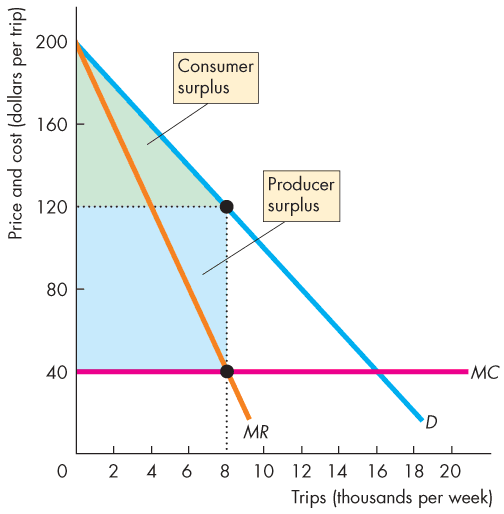 Price and cost (dollars per trip)
200
160
120
80
40
0
Consumer
surplus
Producer
surplus
MC
D
MR
2 4 6 8 10 12 14 16 18 20
Trips (thousands per week)